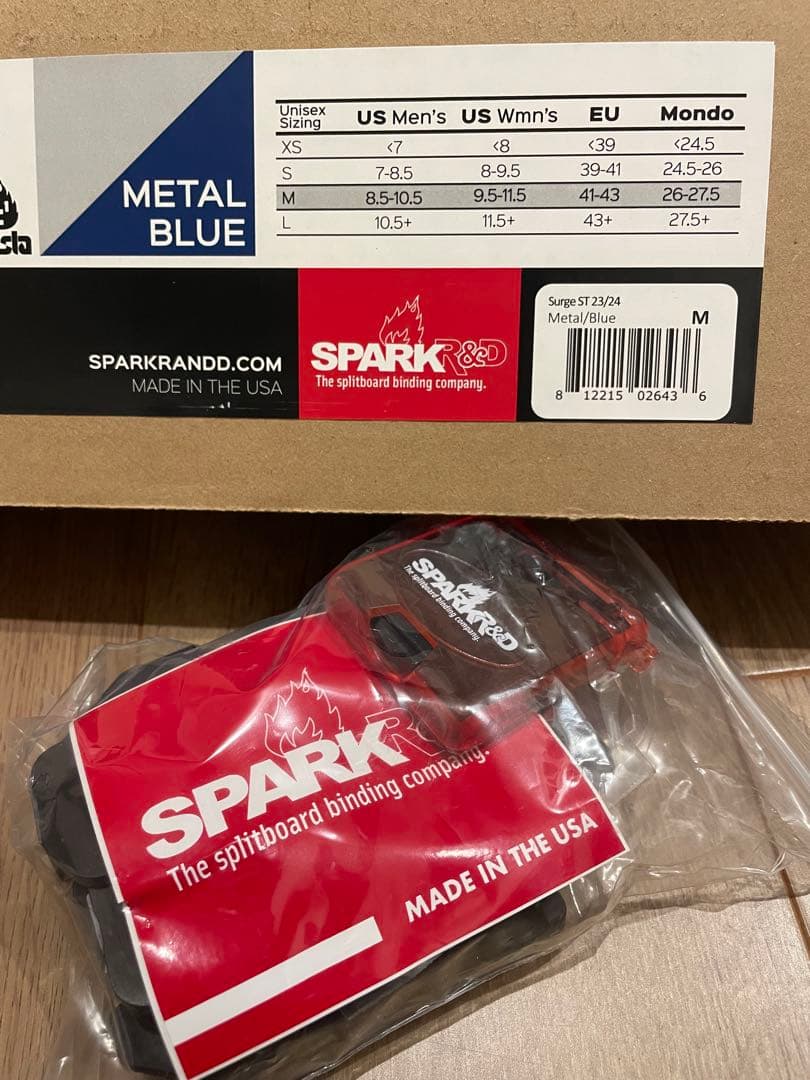 METAL
BLUE
Unisex Sizing US Men's US Wmn's EU Mondo
XS <7 <8 <39 <24.5
S 7-8.5 8-9.5 39-41 24.5-26
M 8.5-10.5 9.5-11.5 41-43 26-27.5
L 10.5+ 11.5+ 43+ 27.5+
SPARKRANDD.COM
MADE IN THE USA
SPARK R&D
The splitboard binding company.
Surge ST 23/24
Metal/Blue M
8 12215 02643 6
SPARK R&D
The splitboard binding company.
SPARK
The splitboard binding company.
MADE IN THE USA